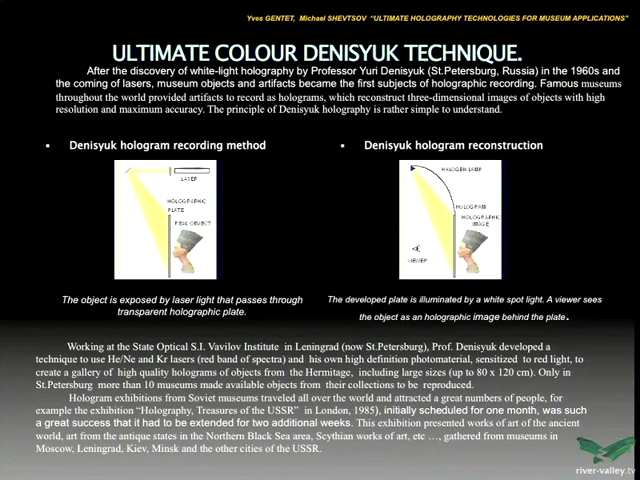 Yves GENTET, Michael SHEVTSOV "ULTIMATE HOLOGRAPHY TECHNOLOGIES FOR MUSEUM APPLICATIONS"
ULTIMATE COLOUR DENISYUK TECHNIQUE.
After the discovery of white-light holography by Professor Yuri Denisyuk (St.Petersburg, Russia) in the 1960s and
the coming of lasers, museum objects and artifacts became the first subjects of holographic recording. Famous museums
throughout the world provided artifacts to record as holograms, which reconstruct three-dimensional images of objects with high
resolution and maximum accuracy. The principle of Denisyuk holography is rather simple to understand.
▪ Denisyuk hologram recording method
▪ Denisyuk hologram reconstruction
LASER
HOLOGRAPHIC
PLATE
REAL OBJECT
HALOGEN LAMP
HOLOGRAM
HOLOGRAPHIC
IMAGE
VIEWER
The object is exposed by laser light that passes through
transparent holographic plate.
The developed plate is illuminated by a white spot light. A viewer sees
the object as an holographic image behind the plate.
Working at the State Optical S.I. Vavilov Institute in Leningrad (now St.Petersburg), Prof. Denisyuk developed a
technique to use He/Ne and Kr lasers (red band of spectra) and his own high definition photomaterial, sensitized to red light, to
create a gallery of high quality holograms of objects from the Hermitage, including large sizes (up to 80 x 120 cm). Only in
St.Petersburg more than 10 museums made available objects from their collections to be reproduced.
Hologram exhibitions from Soviet museums traveled all over the world and attracted a great numbers of people, for
example the exhibition "Holography, Treasures of the USSR" in London, 1985), initially scheduled for one month, was such
a great success that it had to be extended for two additional weeks. This exhibition presented works of art of the ancient
world, art from the antique states in the Northern Black Sea area, Scythian works of art, etc …, gathered from museums in
Moscow, Leningrad, Kiev, Minsk and the other cities of the USSR.
river-valley.tv